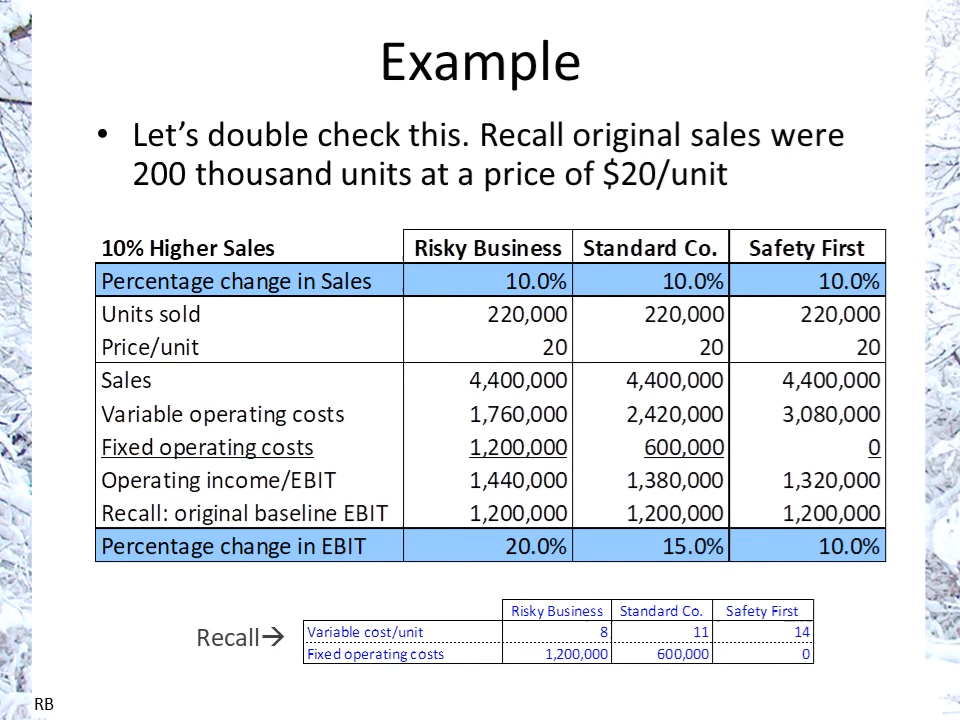 Example
• Let’s double check this. Recall original sales were
200 thousand units at a price of $20/unit
10% Higher Sales Risky Business Standard Co. Safety First
Percentage change in Sales 10.0% 10.0% 10.0%
Units sold 220,000 220,000 220,000
Price/unit 20 20 20
Sales 4,400,000 4,400,000 4,400,000
Variable operating costs 1,760,000 2,420,000 3,080,000
Fixed operating costs 1,200,000 600,000 0
Operating income/EBIT 1,440,000 1,380,000 1,320,000
Recall: original baseline EBIT 1,200,000 1,200,000 1,200,000
Percentage change in EBIT 20.0% 15.0% 10.0%
Risky Business Standard Co. Safety First
Recall→ Variable cost/unit 8 11 14
Fixed operating costs 1,200,000 600,000 0
RB